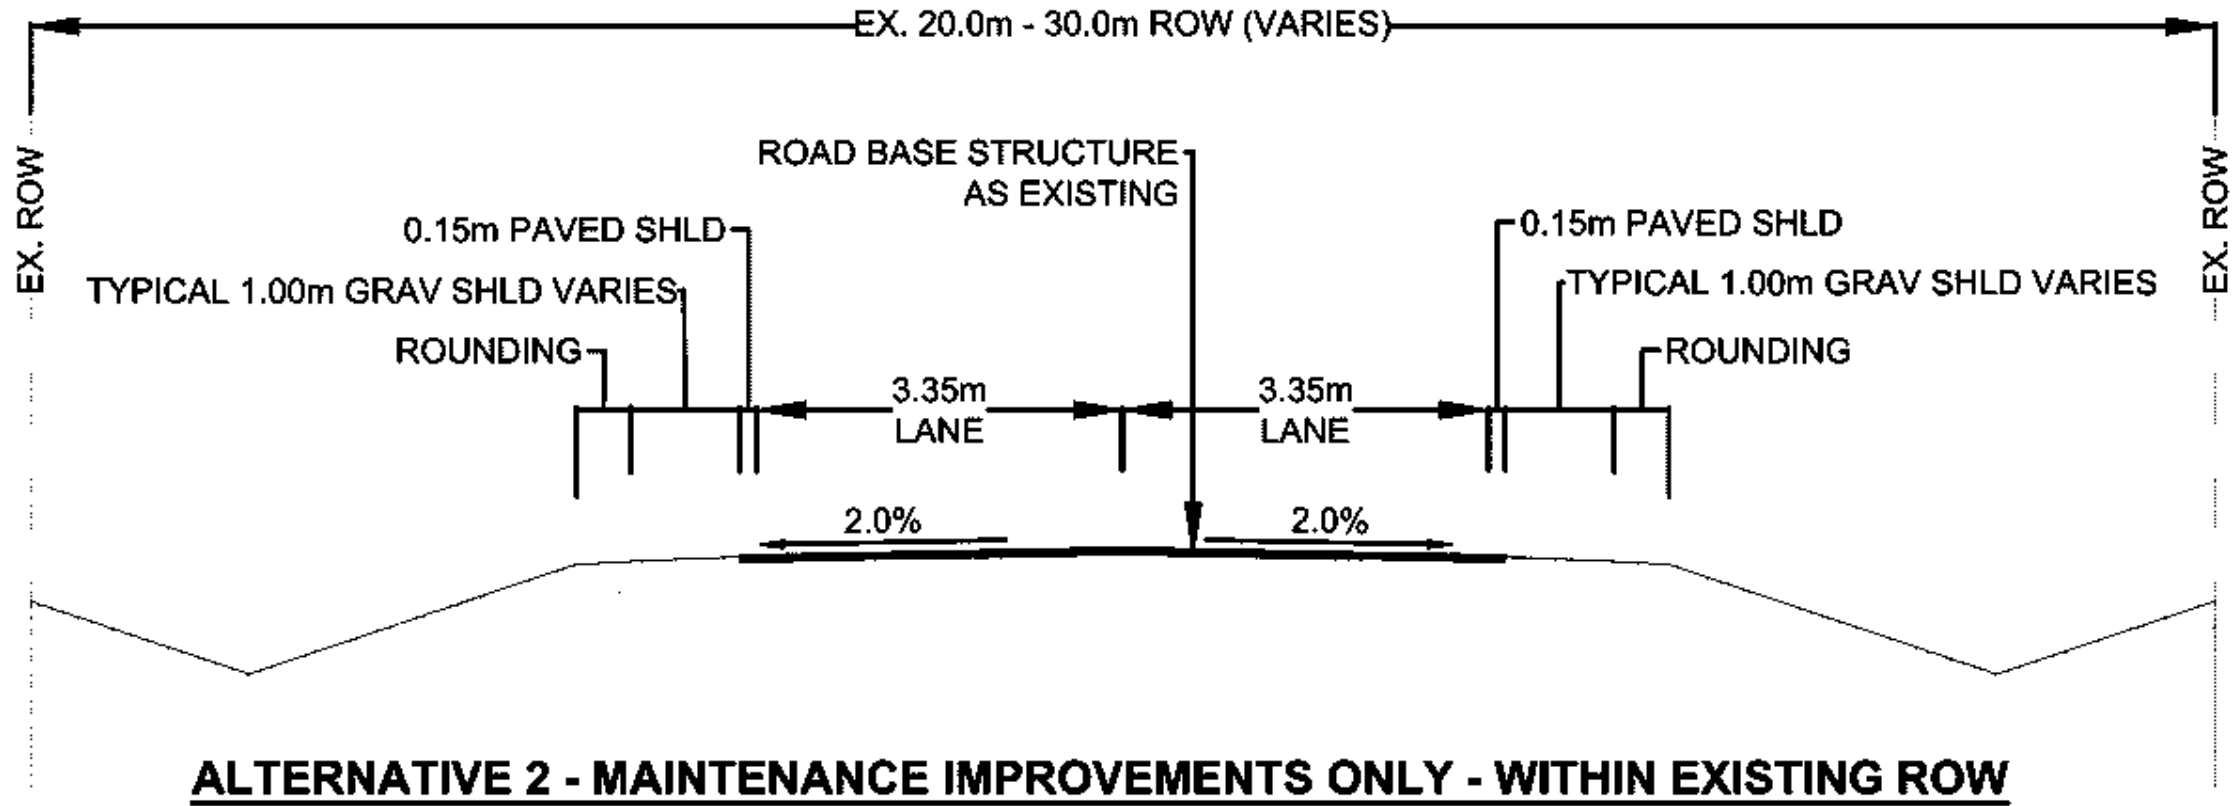 EX. 20.0m - 30.0m ROW (VARIES)
EX. ROW
ROAD BASE STRUCTURE
AS EXISTING
EX. ROW
0.15m PAVED SHLD
0.15m PAVED SHLD
TYPICAL 1.00m GRAV SHLD VARIES
TYPICAL 1.00m GRAV SHLD VARIES
ROUNDING
ROUNDING
3.35m
LANE
3.35m
LANE
2.0%
2.0%
ALTERNATIVE 2 - MAINTENANCE IMPROVEMENTS ONLY - WITHIN EXISTING ROW